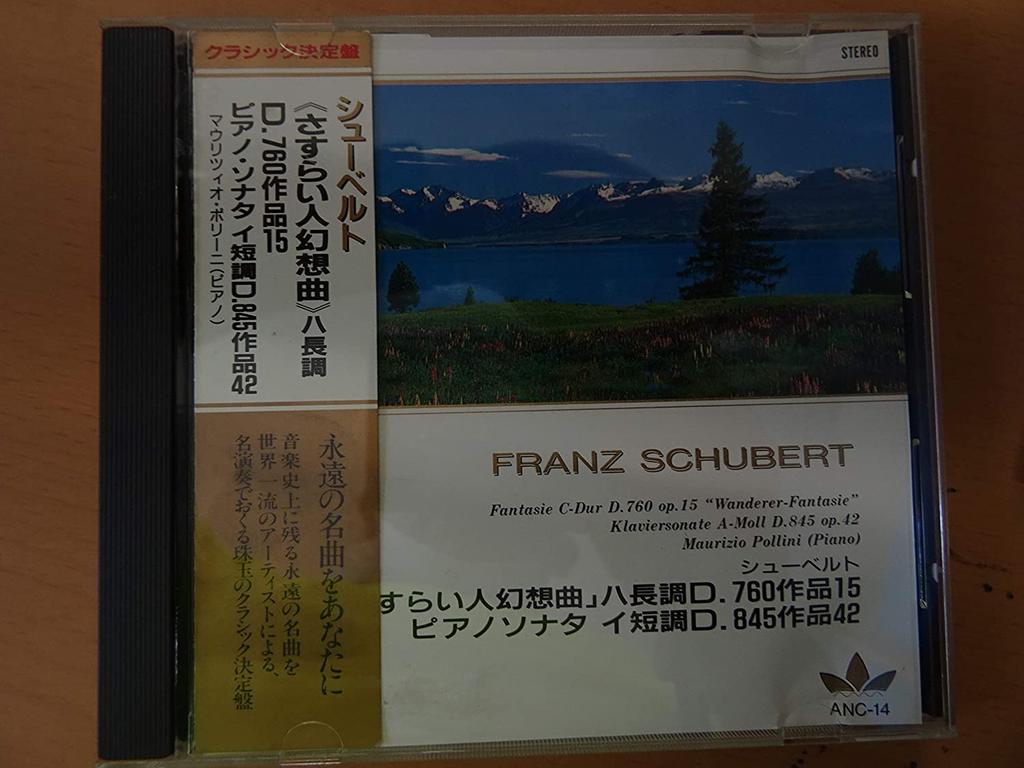 クラシック決定盤
シューベルト
《さすらい人幻想曲》ハ長調
D.760作品15
ピアノ・ソナタ イ短調D.845作品42
マウリツィオ・ポリーニ(ピアノ)
永遠の名曲をあなたに
音楽史上に残る永遠の名曲を
世界一流のアーティストによる、
名演奏でおくる珠玉のクラシック決定盤
STEREO
FRANZ SCHUBERT
Fantasie C-Dur D.760 op.15 “Wanderer-Fantasie”
Klaviersonate A-Moll D.845 op.42
Maurizio Pollini (Piano)
シューベルト
すらい人幻想曲」ハ長調D.760作品15
ピアノソナタ イ短調D.845作品42
ANC-14